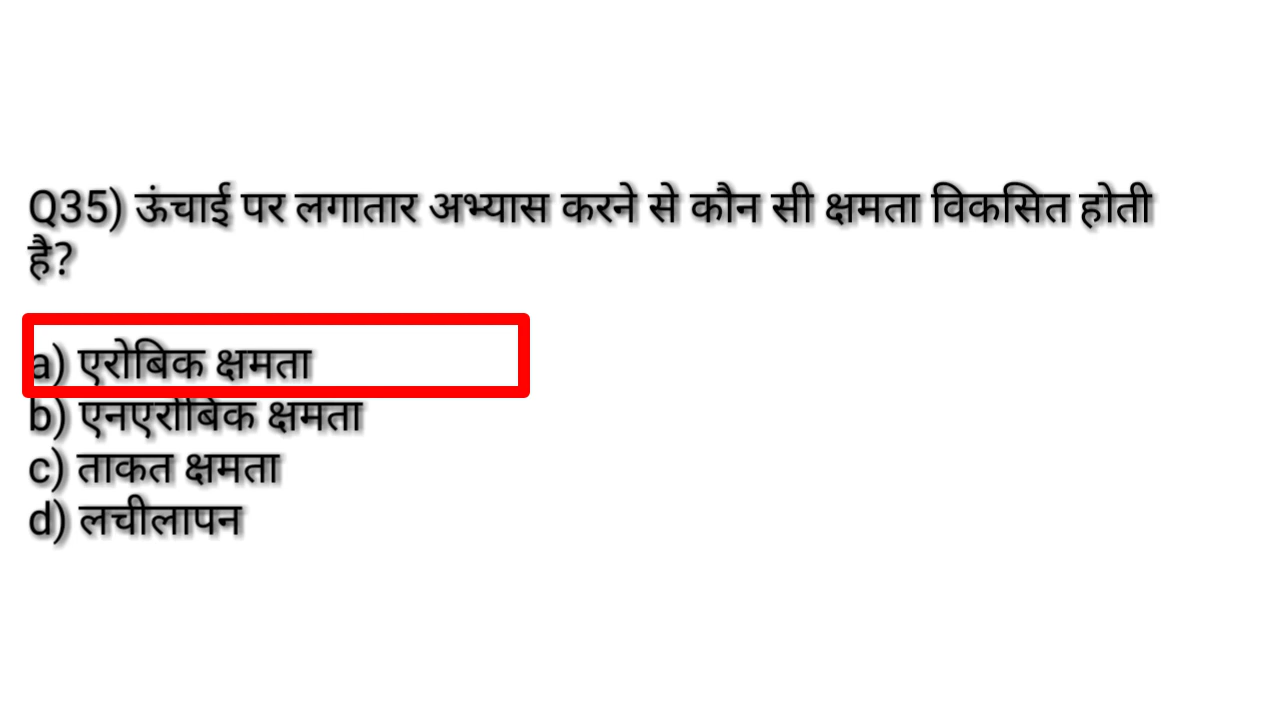 Q35) ऊंचाई पर लगातार अभ्यास करने से कौन सी क्षमता विकसित होती
है?
a) एरोबिक क्षमता
b) एनएरोबिक क्षमता
c) ताकत क्षमता
d) लचीलापन